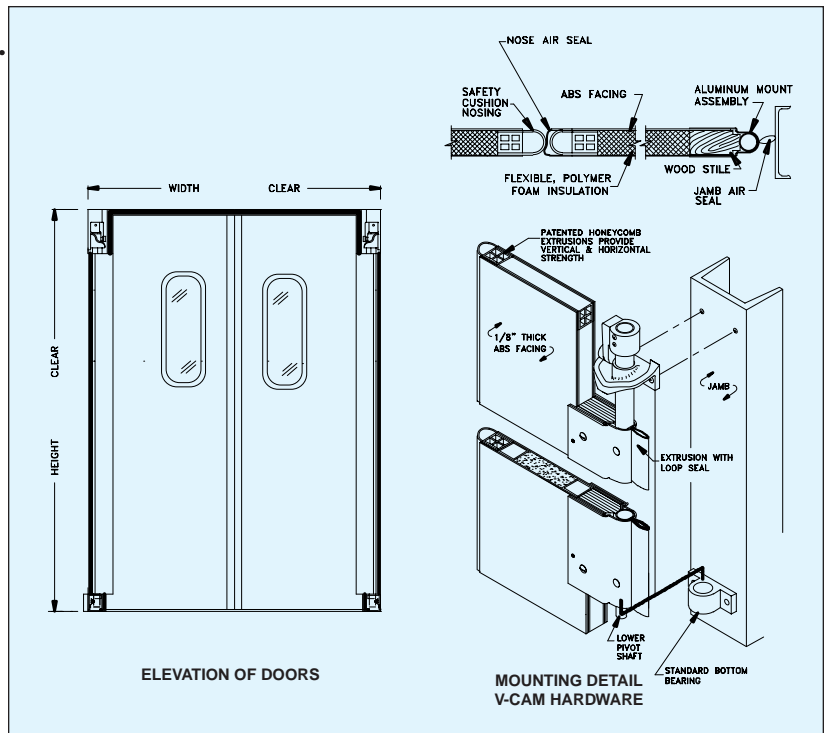 NOSE AIR SEAL
SAFETY
CUSHION
NOSING
ABS FACING
ALUMINUM MOUNT
ASSEMBLY
WOOD STILE
FLEXIBLE, POLYMER
FOAM INSULATION
JAMB AIR
SEAL
WIDTH CLEAR
CLEAR
HEIGHT
PATENTED HONEYCOMB
EXTRUSIONS PROVIDE
VERTICAL & HORIZONTAL
STRENGTH
1/8" THICK
ABS FACING
JAMB
EXTRUSION WITH
LOOP SEAL
LOWER
PIVOT
SHAFT
STANDARD BOTTOM
BEARING
ELEVATION OF DOORS
MOUNTING DETAIL
V-CAM HARDWARE